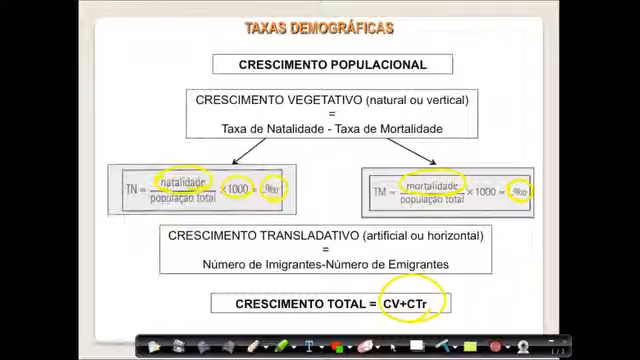 TAXAS DEMOGRÁFICAS
CRESCIMENTO POPULACIONAL
CRESCIMENTO VEGETATIVO (natural ou vertical)
=
Taxa de Natalidade - Taxa de Mortalidade
TN = natalidade / população total × 1000 = ‰
TM = mortalidade / população total × 1000 = ‰
CRESCIMENTO TRANSLADATIVO (artificial ou horizontal)
=
Número de Imigrantes-Número de Emigrantes
CRESCIMENTO TOTAL = CV+CTr